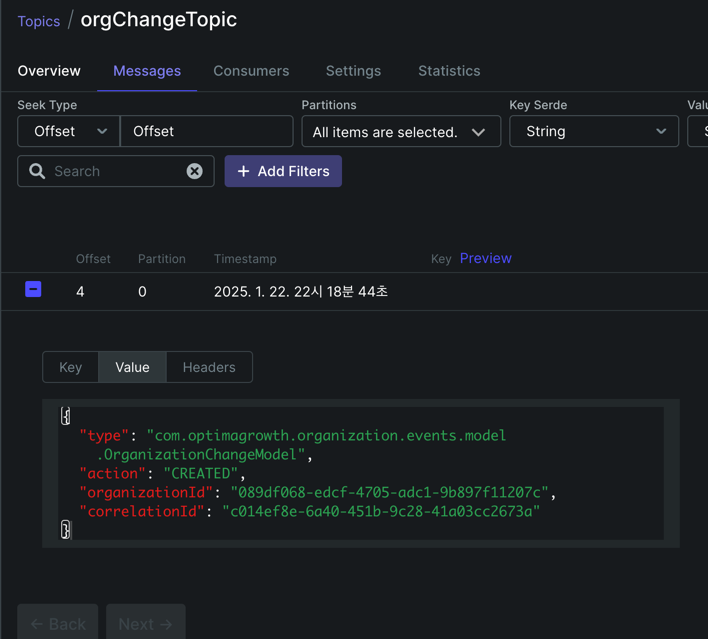 Topics / orgChangeTopic
Overview Messages Consumers Settings Statistics
Seek Type Partitions Key Serde Valu
Offset Offset All items are selected. String S
Search + Add Filters
Offset Partition Timestamp Key Preview
4 0 2025. 1. 22. 22시 18분 44초
Key Value Headers
{
"type": "com.optimagrowth.organization.events.model
.OrganizationChangeModel",
"action": "CREATED",
"organizationId": "089df068-edcf-4705-adc1-9b897f11207c",
"correlationId": "c014ef8e-6a40-451b-9c28-41a03cc2673a"
}
← Back Next →